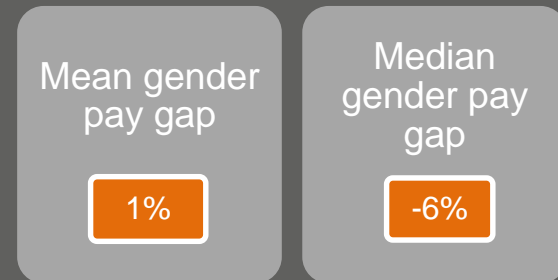 Mean gender
pay gap
1%
Median
gender pay
gap
-6%